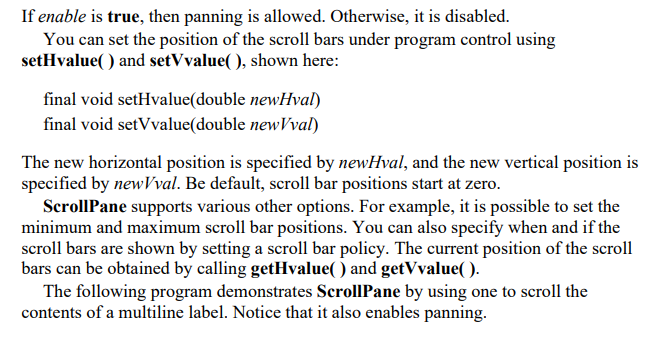 If enable is true, then panning is allowed. Otherwise, it is disabled.
You can set the position of the scroll bars under program control using
setHvalue( ) and setVvalue( ), shown here:
final void setHvalue(double newHval)
final void setVvalue(double newVval)
The new horizontal position is specified by newHval, and the new vertical position is
specified by newVval. Be default, scroll bar positions start at zero.
ScrollPane supports various other options. For example, it is possible to set the
minimum and maximum scroll bar positions. You can also specify when and if the
scroll bars are shown by setting a scroll bar policy. The current position of the scroll
bars can be obtained by calling getHvalue( ) and getVvalue( ).
The following program demonstrates ScrollPane by using one to scroll the
contents of a multiline label. Notice that it also enables panning.